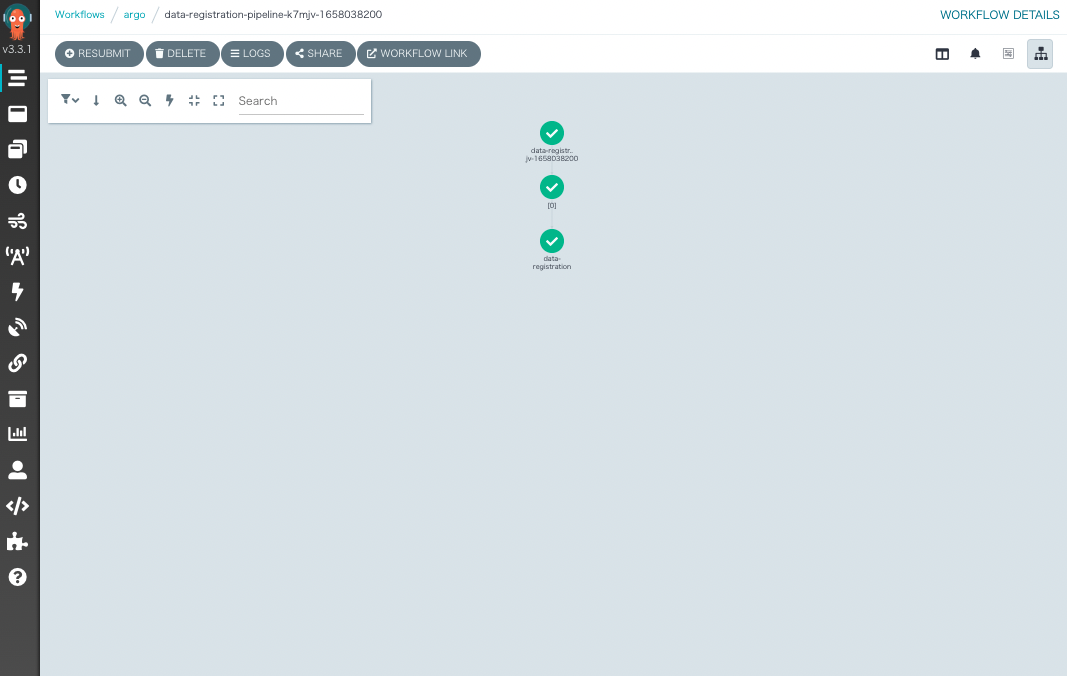 Workflows / argo / data-registration-pipeline-k7mjv-1658038200
WORKFLOW DETAILS
v3.3.1
RESUBMIT DELETE LOGS SHARE WORKFLOW LINK
Search
data-registr..
jv-1658038200
[0]
data-
registration